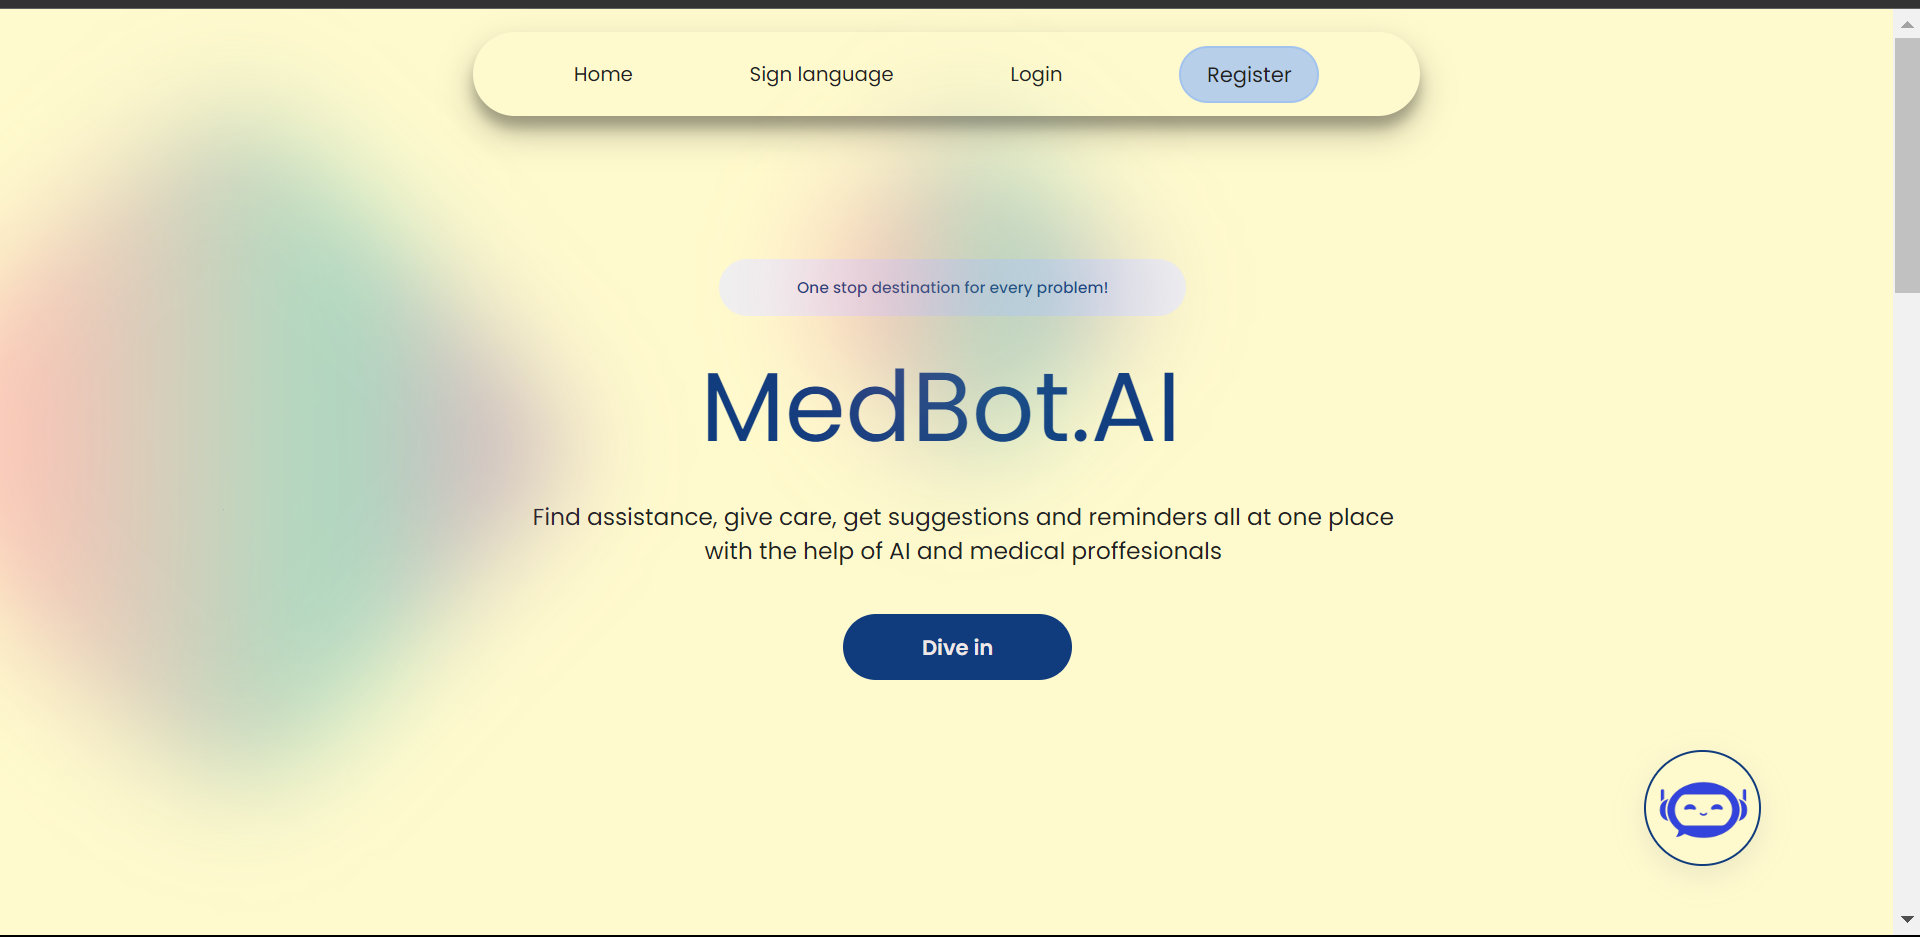 Home Sign language Login Register
One stop destination for every problem!
MedBot.AI
Find assistance, give care, get suggestions and reminders all at one place
with the help of AI and medical proffesionals
Dive in